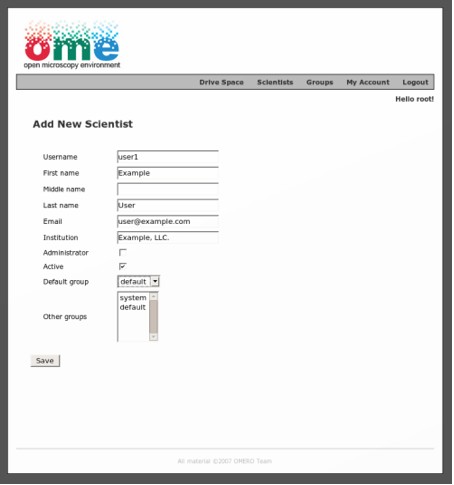 ome
open microscopy environment
Drive Space Scientists Groups My Account Logout
Hello root!
Add New Scientist
Username user1
First name Example
Middle name
Last name User
Email user@example.com
Institution Example, LLC.
Administrator
Active
Default group default
system
default
Other groups
Save
All material ©2007 OMERO Team